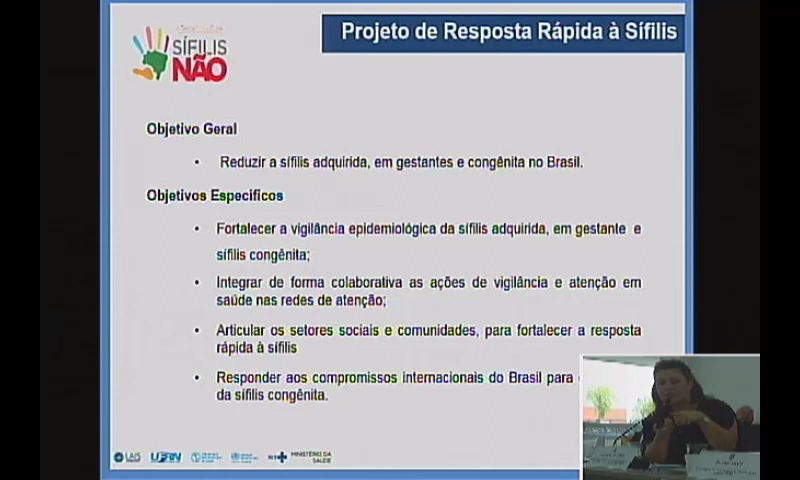 Projeto de Resposta Rápida à Sífilis
SÍFILIS
NÃO
Objetivo Geral
• Reduzir a sífilis adquirida, em gestantes e congênita no Brasil.
Objetivos Especificos
• Fortalecer a vigilância epidemiológica da sífilis adquirida, em gestante e
sífilis congênita;
• Integrar de forma colaborativa as ações de vigilância e atenção em
saúde nas redes de atenção;
• Articular os setores sociais e comunidades, para fortalecer a resposta
rápida à sífilis
• Responder aos compromissos internacionais do Brasil para
da sífilis congênita.
LAIS
UFRN
MINISTÉRIO DA
SAÚDE